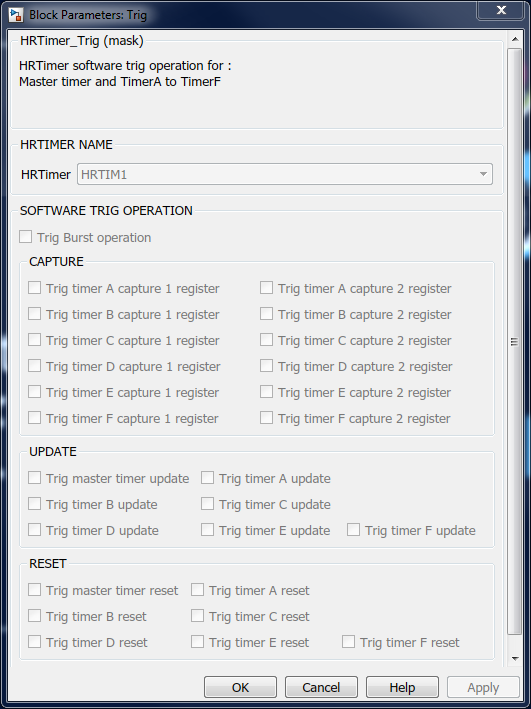 Block Parameters: Trig
HRTimer_Trig (mask)
HRTimer software trig operation for :
Master timer and TimerA to TimerF
HRTIMER NAME
HRTimer HRTIM1
SOFTWARE TRIG OPERATION
Trig Burst operation
CAPTURE
Trig timer A capture 1 register Trig timer A capture 2 register
Trig timer B capture 1 register Trig timer B capture 2 register
Trig timer C capture 1 register Trig timer C capture 2 register
Trig timer D capture 1 register Trig timer D capture 2 register
Trig timer E capture 1 register Trig timer E capture 2 register
Trig timer F capture 1 register Trig timer F capture 2 register
UPDATE
Trig master timer update Trig timer A update
Trig timer B update Trig timer C update
Trig timer D update Trig timer E update Trig timer F update
RESET
Trig master timer reset Trig timer A reset
Trig timer B reset Trig timer C reset
Trig timer D reset Trig timer E reset Trig timer F reset
OK Cancel Help Apply